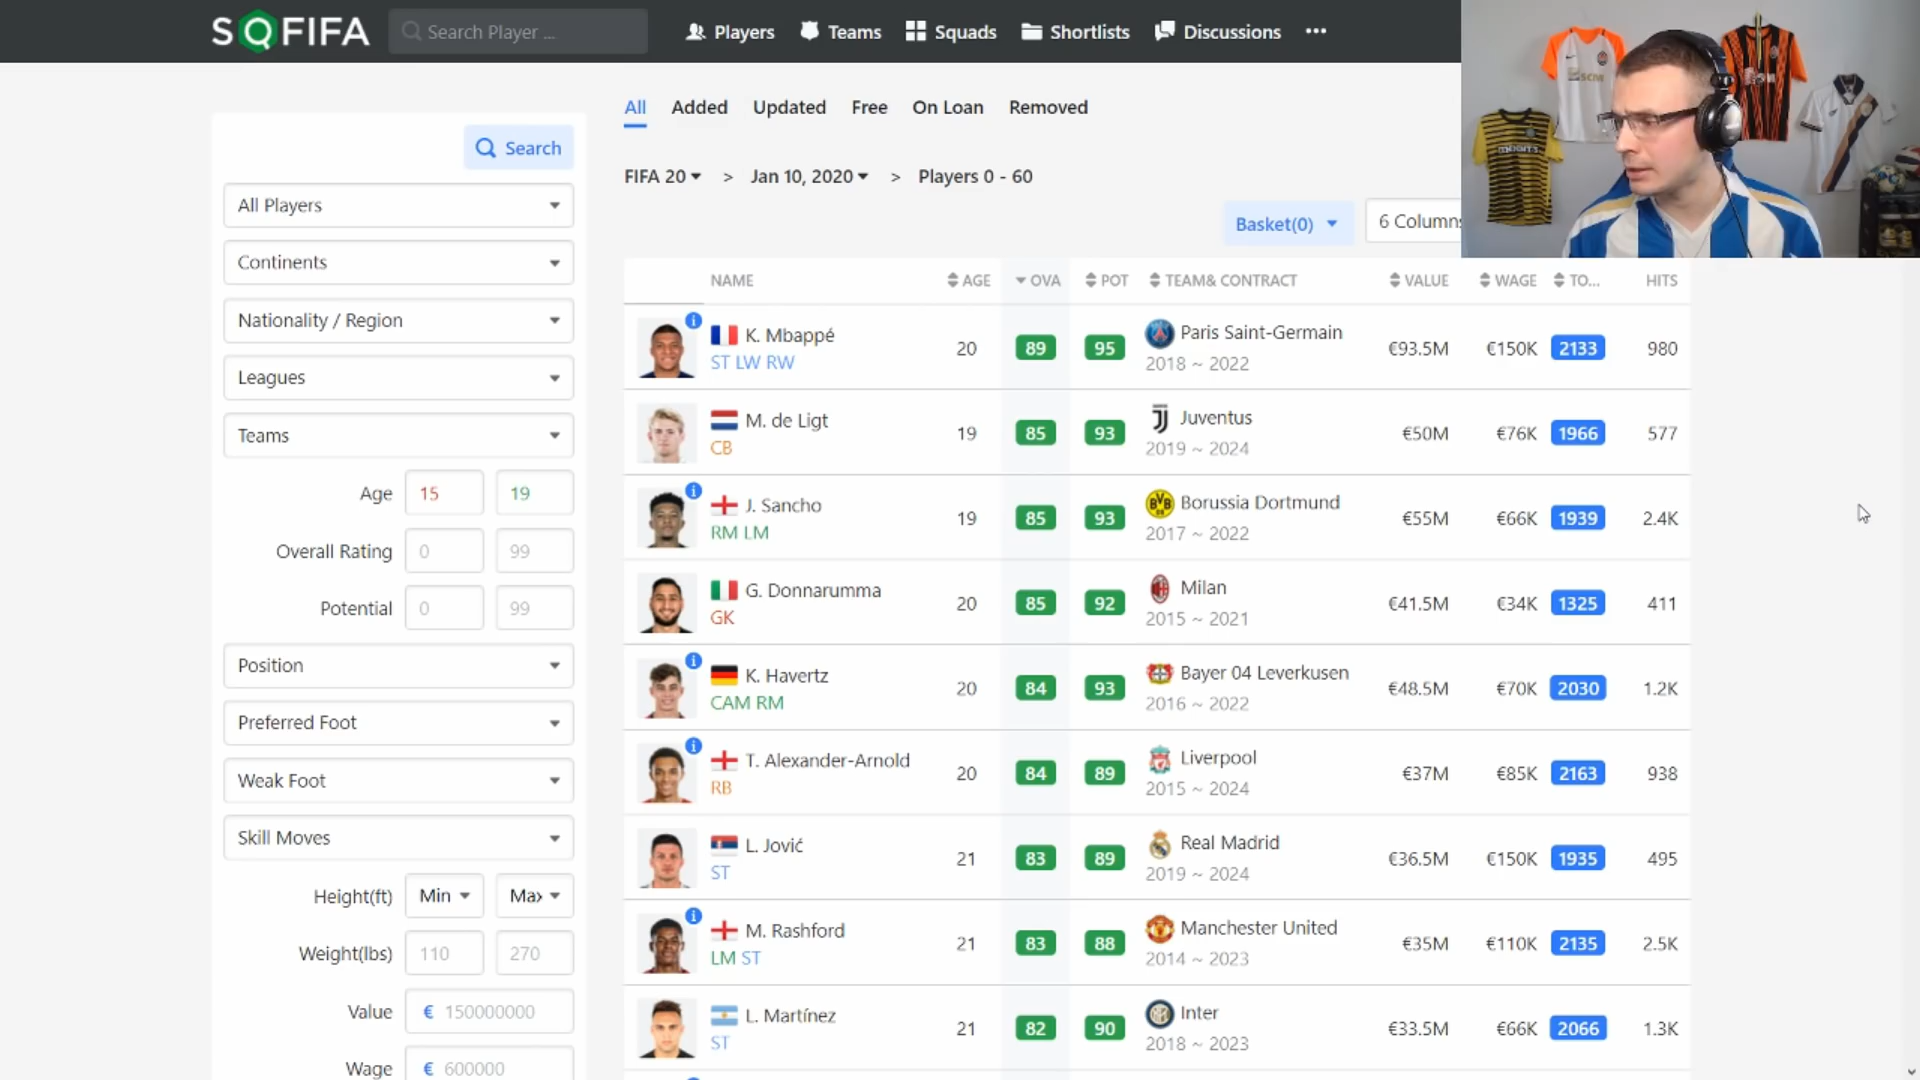 SOFIFA
Search Player ...
Players
Teams
Squads
Shortlists
Discussions
All
Added
Updated
Free
On Loan
Removed
FIFA 20 > Jan 10, 2020 > Players 0 - 60
Basket(0)
6 Columns
Search
All Players
Continents
Nationality / Region
Leagues
Teams
Age 15 19
Overall Rating 0 99
Potential 0 99
Position
Preferred Foot
Weak Foot
Skill Moves
Height(ft) Min Max
Weight(lbs) 110 270
Value € 150000000
Wage € 600000
NAME AGE OVA POT TEAM& CONTRACT VALUE WAGE TO... HITS
K. Mbappé 20 89 95 Paris Saint-Germain €93.5M €150K 2133 980
ST LW RW 2018 ~ 2022
M. de Ligt 19 85 93 Juventus €50M €76K 1966 577
CB 2019 ~ 2024
J. Sancho 19 85 93 Borussia Dortmund €55M €66K 1939 2.4K
RM LM 2017 ~ 2022
G. Donnarumma 20 85 92 Milan €41.5M €34K 1325 411
GK 2015 ~ 2021
K. Havertz 20 84 93 Bayer 04 Leverkusen €48.5M €70K 2030 1.2K
CAM RM 2016 ~ 2022
T. Alexander-Arnold 20 84 89 Liverpool €37M €85K 2163 938
RB 2015 ~ 2024
L. Jović 21 83 89 Real Madrid €36.5M €150K 1935 495
ST 2019 ~ 2024
M. Rashford 21 83 88 Manchester United €35M €110K 2135 2.5K
LM ST 2014 ~ 2023
L. Martínez 21 82 90 Inter €33.5M €66K 2066 1.3K
ST 2018 ~ 2023